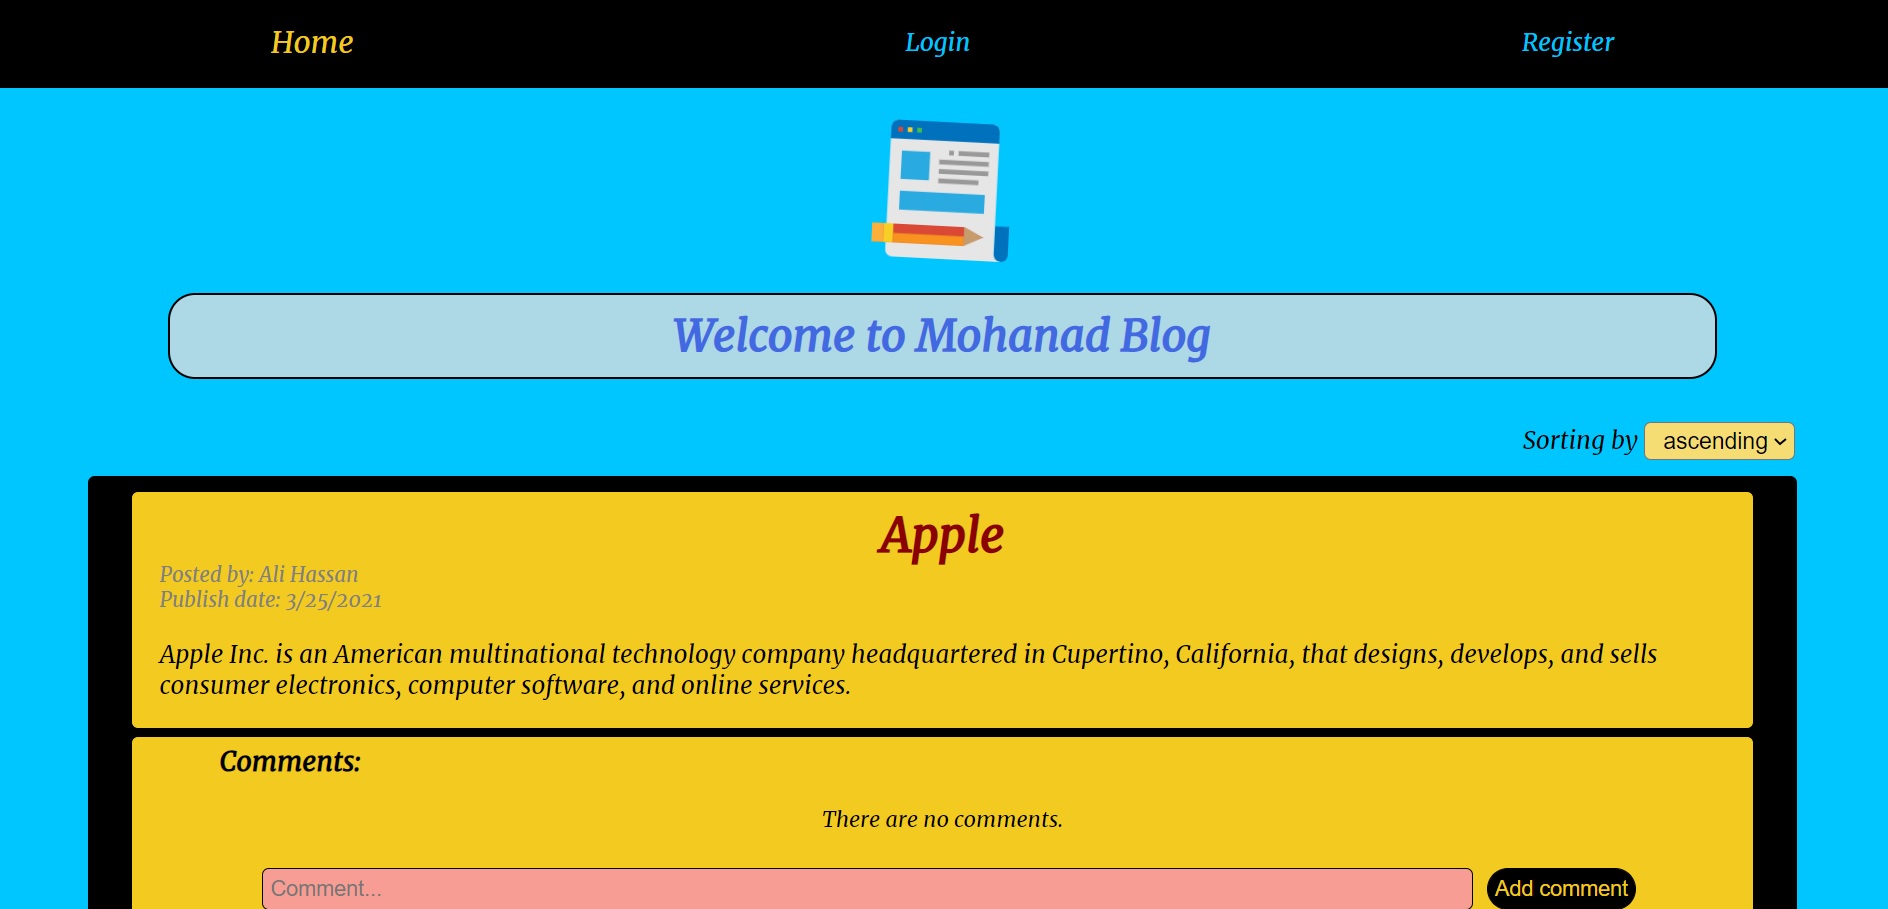 Home
Login
Register
Welcome to Mohanad Blog
Sorting by ascending
Apple
Posted by: Ali Hassan
Publish date: 3/25/2021
Apple Inc. is an American multinational technology company headquartered in Cupertino, California, that designs, develops, and sells
consumer electronics, computer software, and online services.
Comments:
There are no comments.
Comment...
Add comment